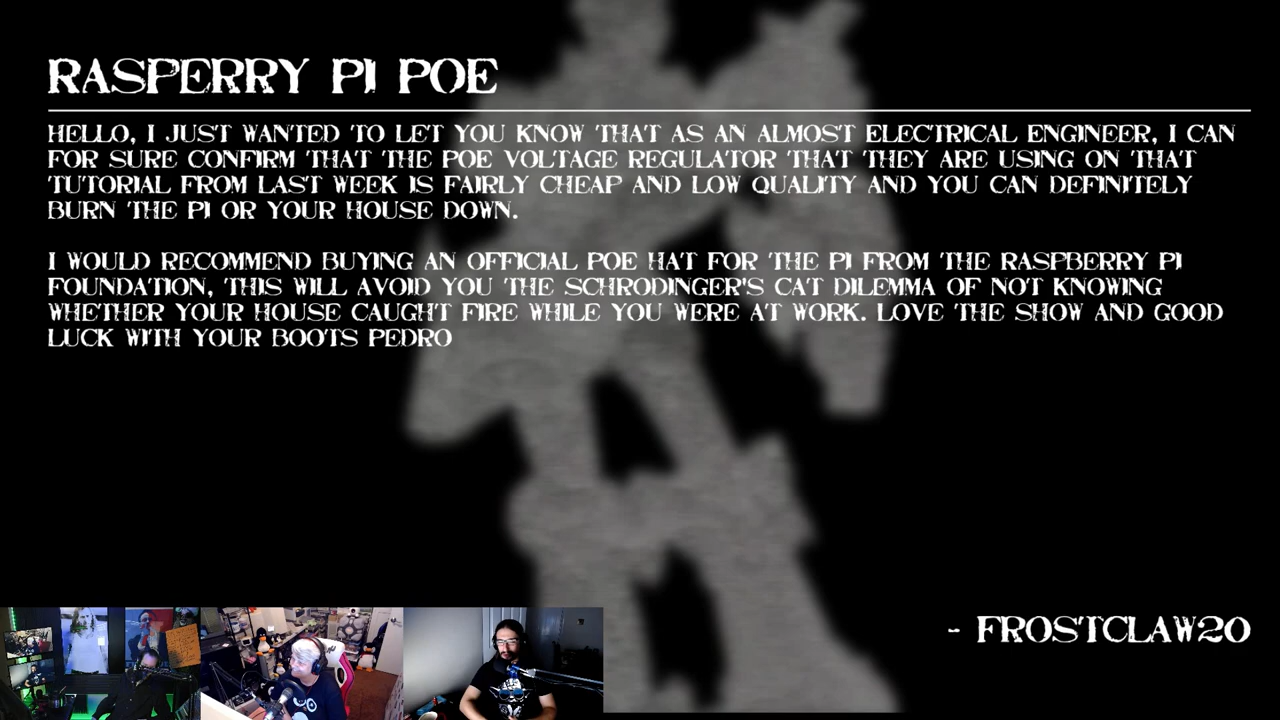 RASPERRY PI POE
HELLO, I JUST WANTED TO LET YOU KNOW THAT AS AN ALMOST ELECTRICAL ENGINEER, I CAN
FOR SURE CONFIRM THAT THE POE VOLTAGE REGULATOR THAT THEY ARE USING ON THAT
TUTORIAL FROM LAST WEEK IS FAIRLY CHEAP AND LOW QUALITY AND YOU CAN DEFINITELY
BURN THE PI OR YOUR HOUSE DOWN.
I WOULD RECOMMEND BUYING AN OFFICIAL POE HAT FOR THE PI FROM THE RASPBERRY PI
FOUNDATION, THIS WILL AVOID YOU THE SCHRODINGER'S CAT DILEMMA OF NOT KNOWING
WHETHER YOUR HOUSE CAUGHT FIRE WHILE YOU WERE AT WORK. LOVE THE SHOW AND GOOD
LUCK WITH YOUR BOOTS PEDRO
- FROSTCLAW20